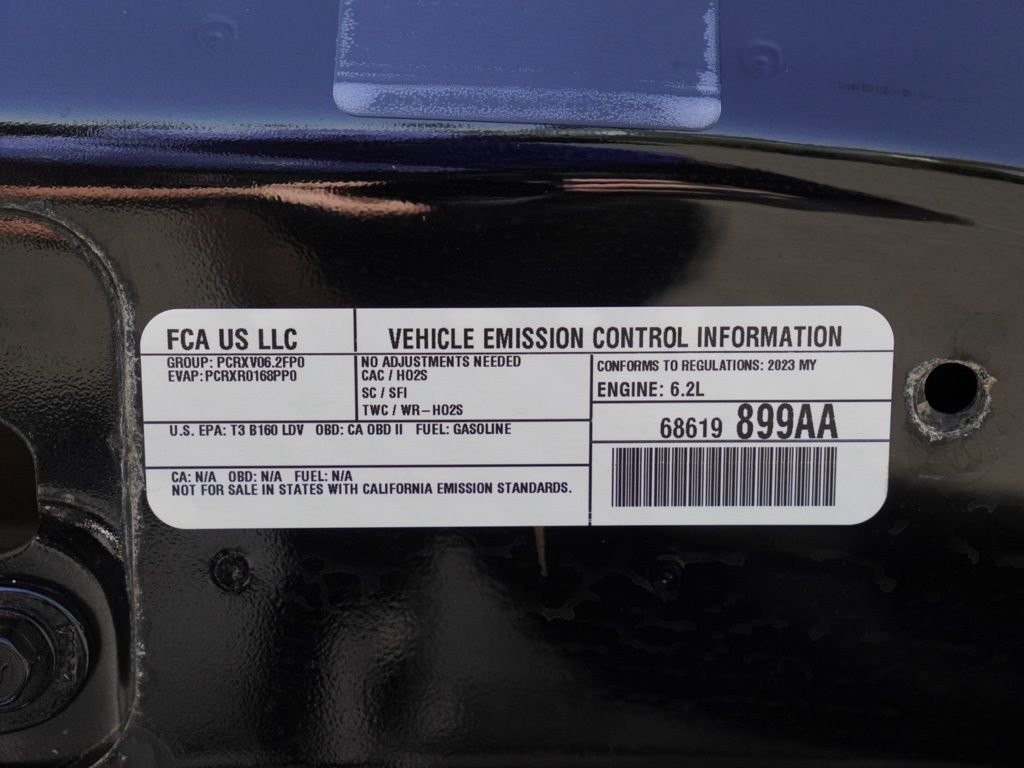 FCA US LLC
VEHICLE EMISSION CONTROL INFORMATION
GROUP: PCRXV06.2FP0
EVAP: PCRXR0168PP0
NO ADJUSTMENTS NEEDED
CAC / HO2S
SC / SFI
TWC / WR-HO2S
CONFORMS TO REGULATIONS: 2023 MY
ENGINE: 6.2L
68619 899AA
U.S. EPA: T3 B160 LDV OBD: CA OBD II FUEL: GASOLINE
CA: N/A OBD: N/A FUEL: N/A
NOT FOR SALE IN STATES WITH CALIFORNIA EMISSION STANDARDS.